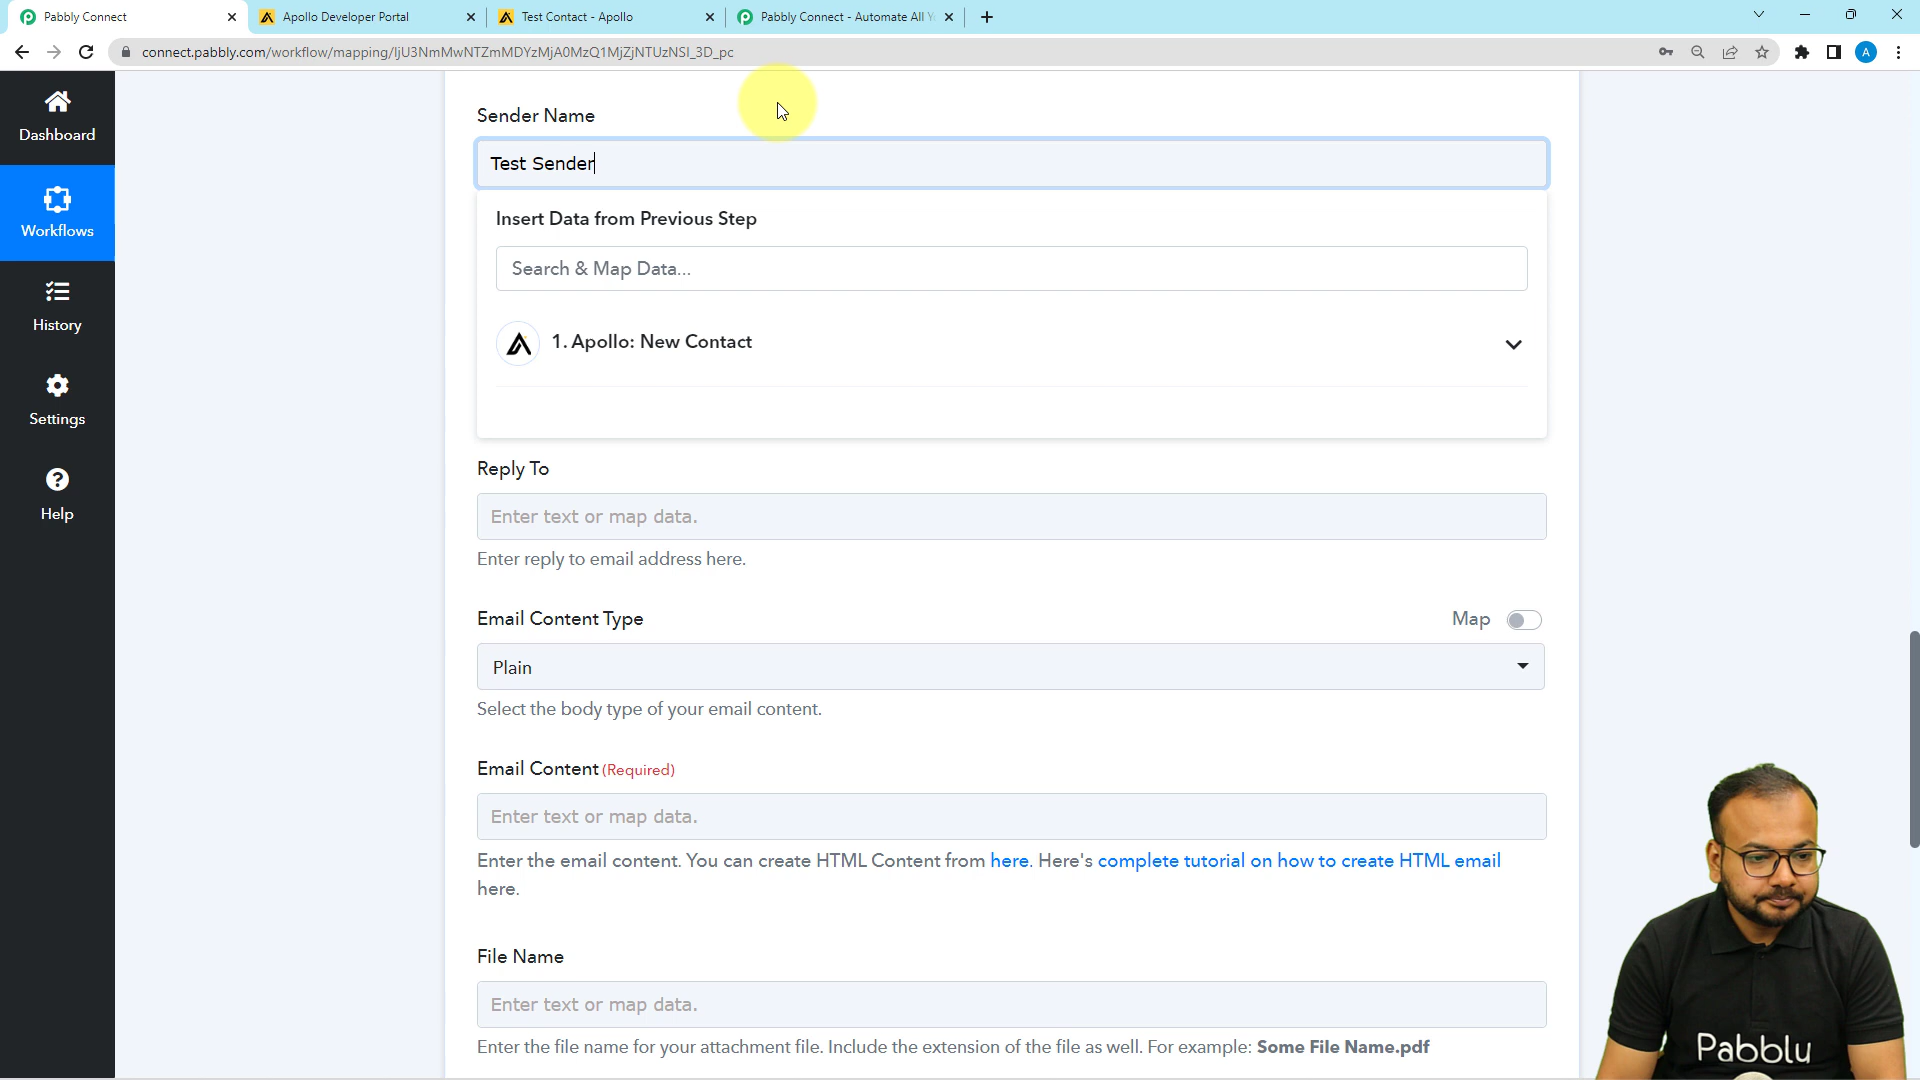 Pabbly Connect
Apollo Developer Portal
Test Contact - Apollo
Pabbly Connect - Automate All Y
connect.pabbly.com/workflow/mapping/IjU3NmMwNTZmMDYzMjA0MzQ1MjZjNTUzNSI_3D_pc
A
Dashboard
Workflows
History
Settings
Help
Sender Name
Test Sender
Insert Data from Previous Step
Search & Map Data...
1. Apollo: New Contact
Reply To
Enter text or map data.
Enter reply to email address here.
Email Content Type
Map
Plain
Select the body type of your email content.
Email Content (Required)
Enter text or map data.
Enter the email content. You can create HTML Content from here. Here's complete tutorial on how to create HTML email
here.
File Name
Enter text or map data.
Enter the file name for your attachment file. Include the extension of the file as well. For example: Some File Name.pdf
Pabblu